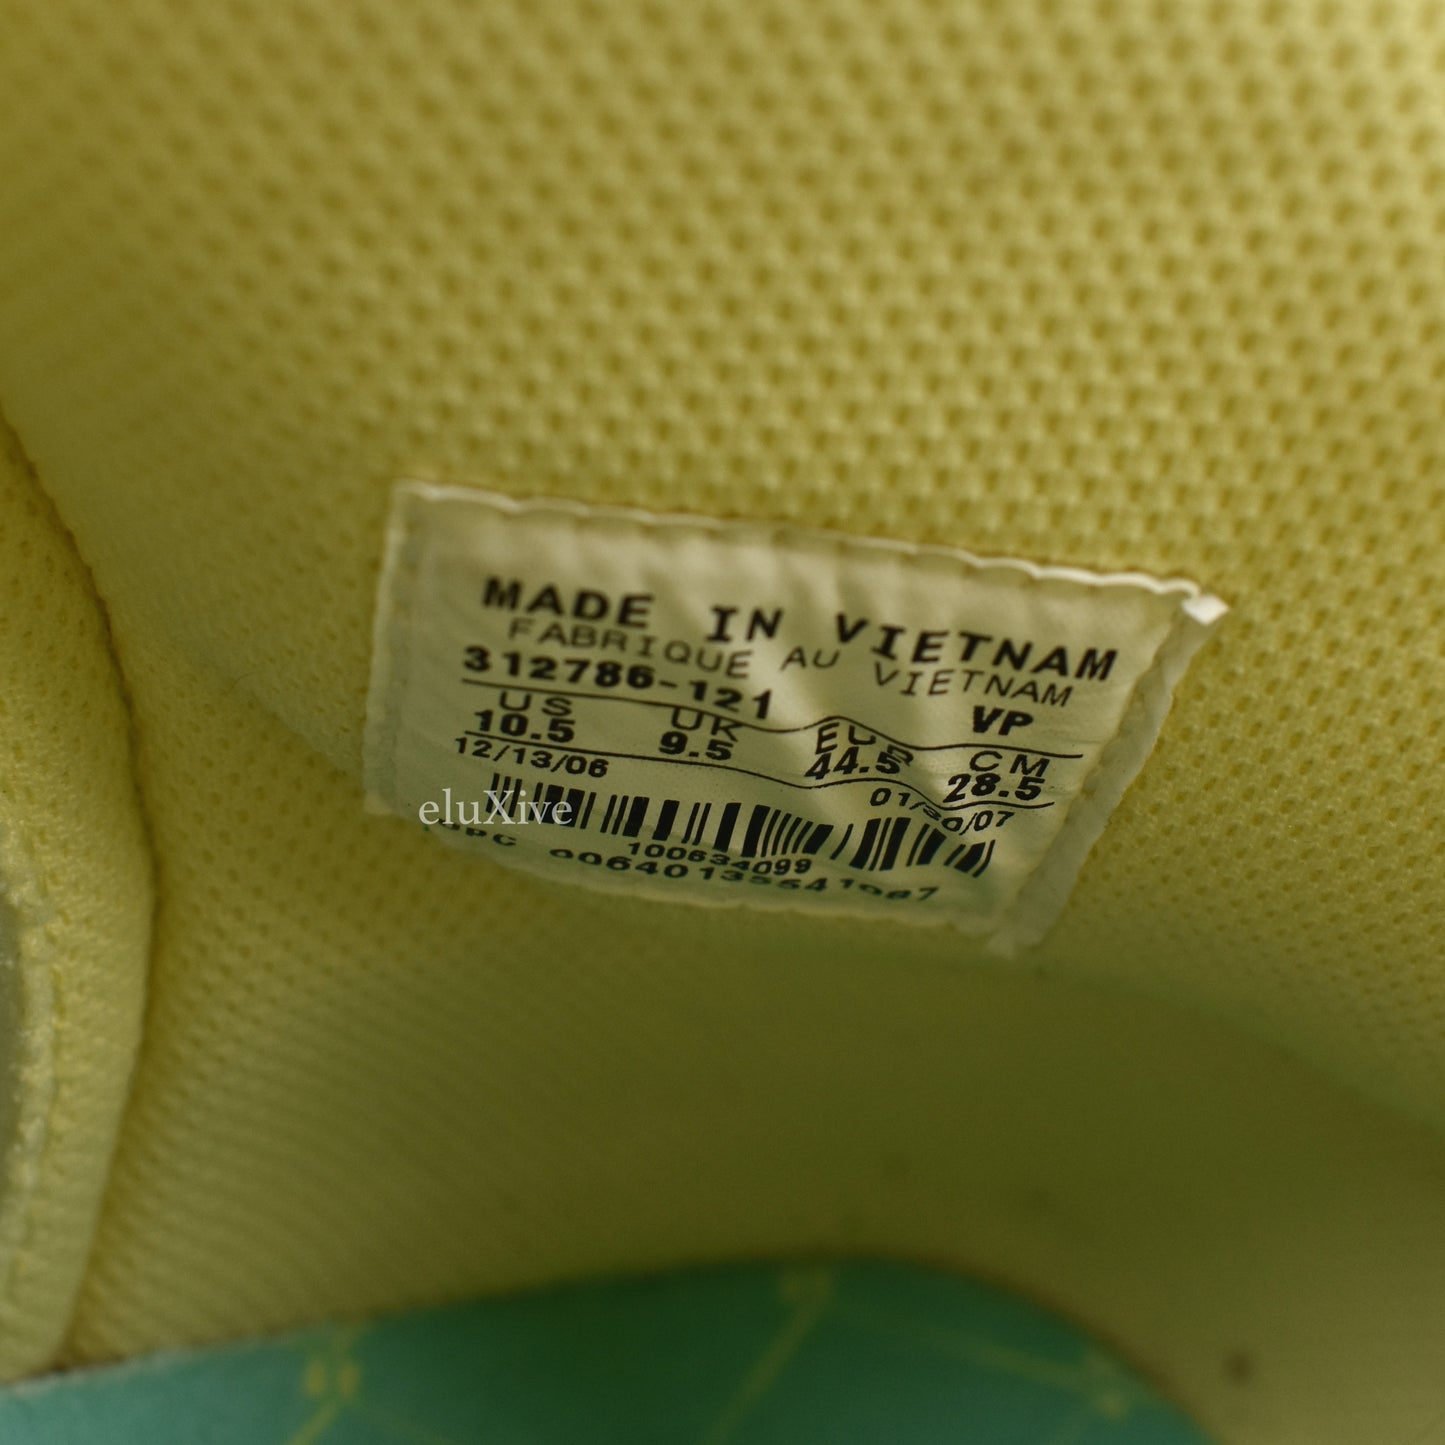 MADE IN VIETNAM
FABRIQUE AU VIETNAM
312786-121 VP
US UK EUR CM
10.5 9.5 44.5 28.5
12/13/06 01/30/07
eluXive
100634099